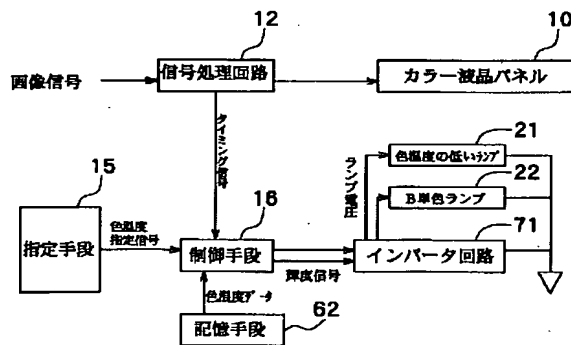 12
10
画像信号
信号処理回路
カラー液晶パネル
タイミング信号
ランプ電圧
21
色温度の低いランプ
22
B単色ランプ
15
16
71
指定手段
色温度
指定信号
制御手段
輝度信号
インバータ回路
色温度データ
記憶手段
62